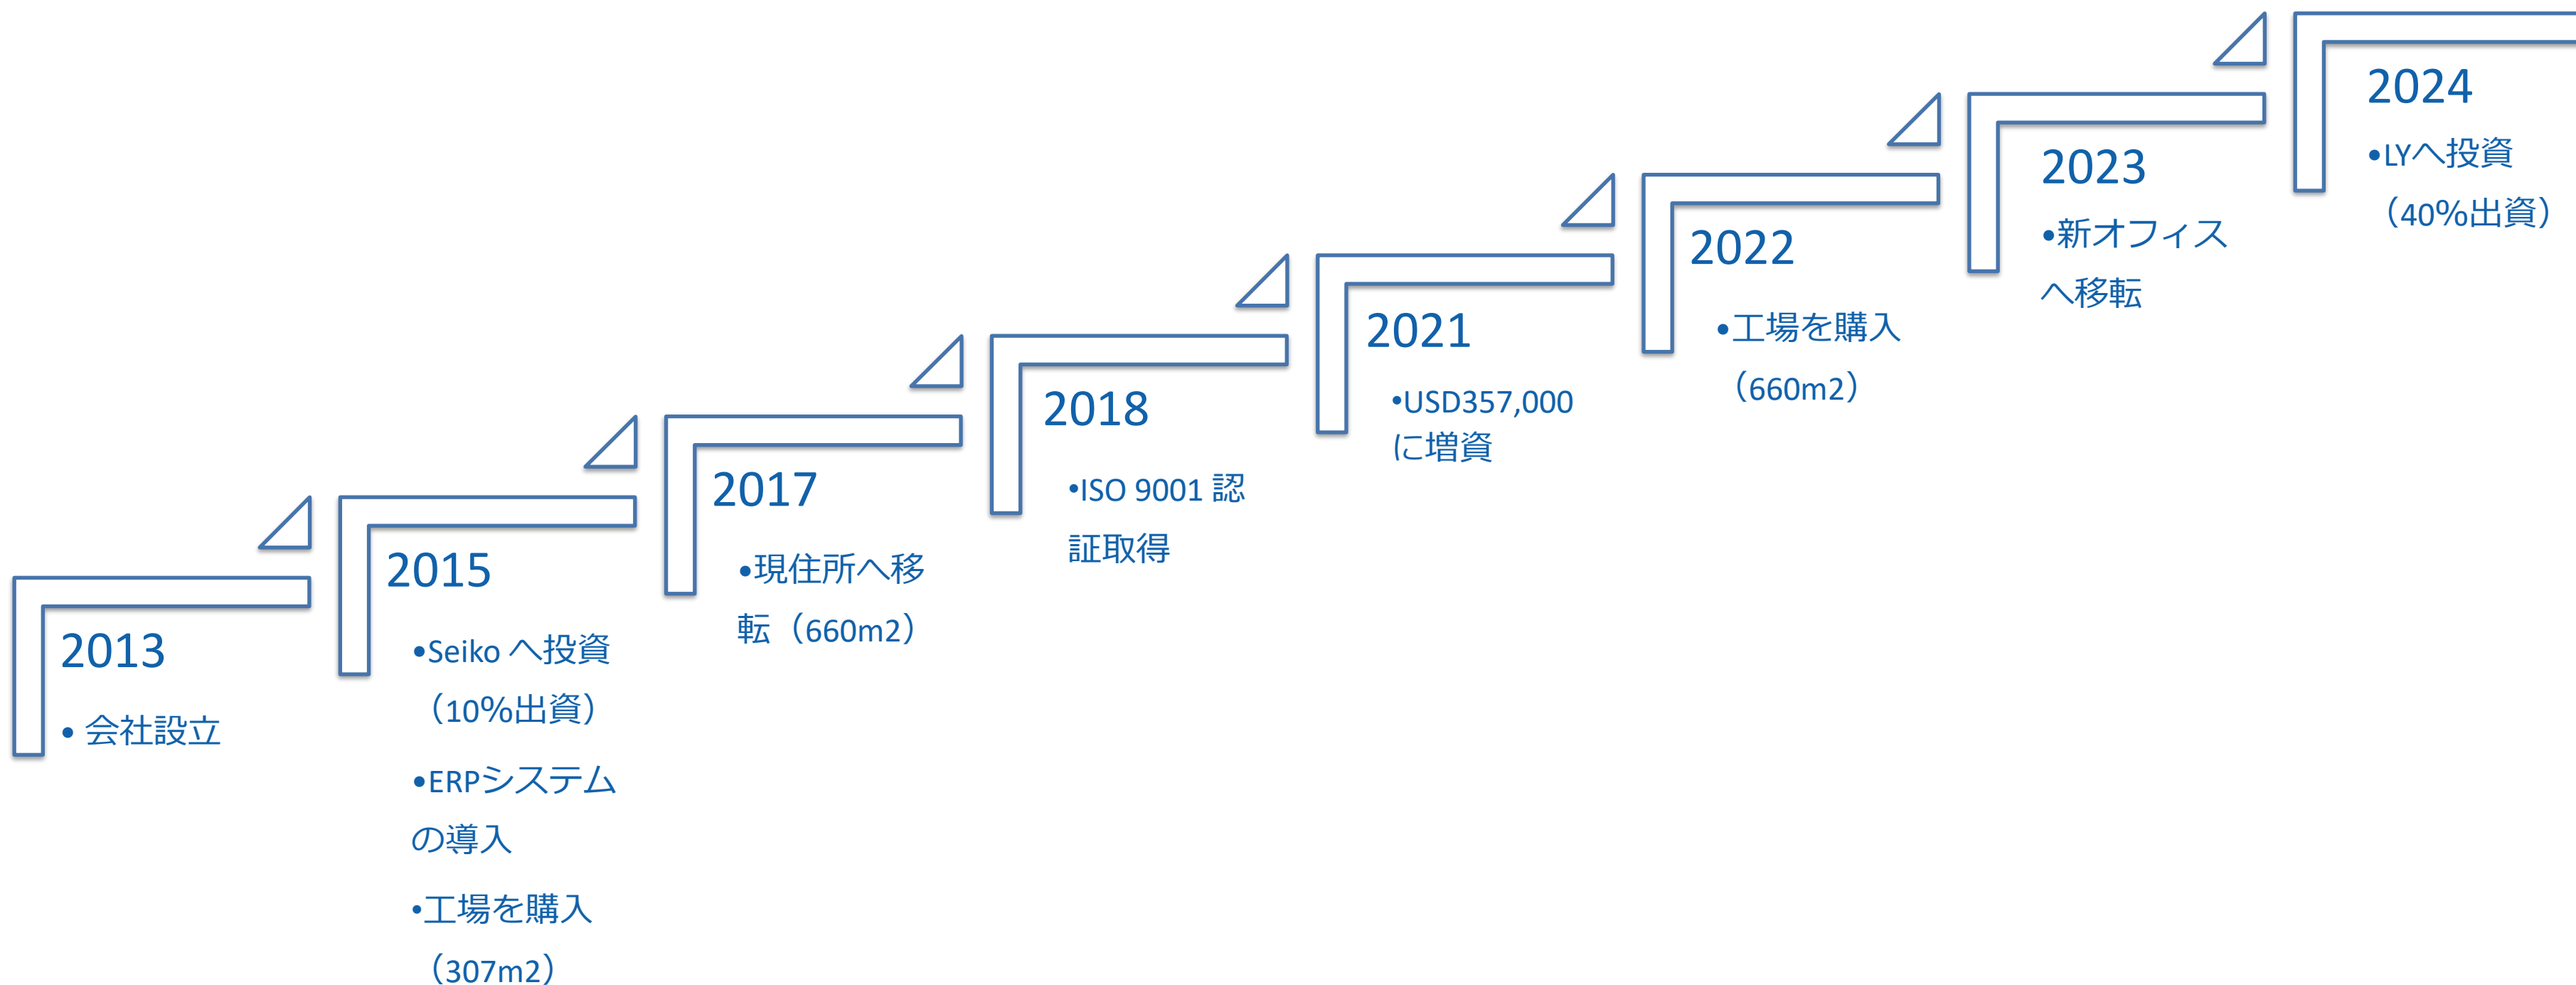 2013
• 会社設立
2015
•Seiko へ投資
（10%出資）
•ERPシステム
の導入
•工場を購入
（307m2）
2017
•現住所へ移
転（660m2）
2018
•ISO 9001 認
証取得
2021
•USD357,000
に増資
2022
•工場を購入
（660m2）
2023
•新オフィス
へ移転
2024
•LYへ投資
（40%出資）